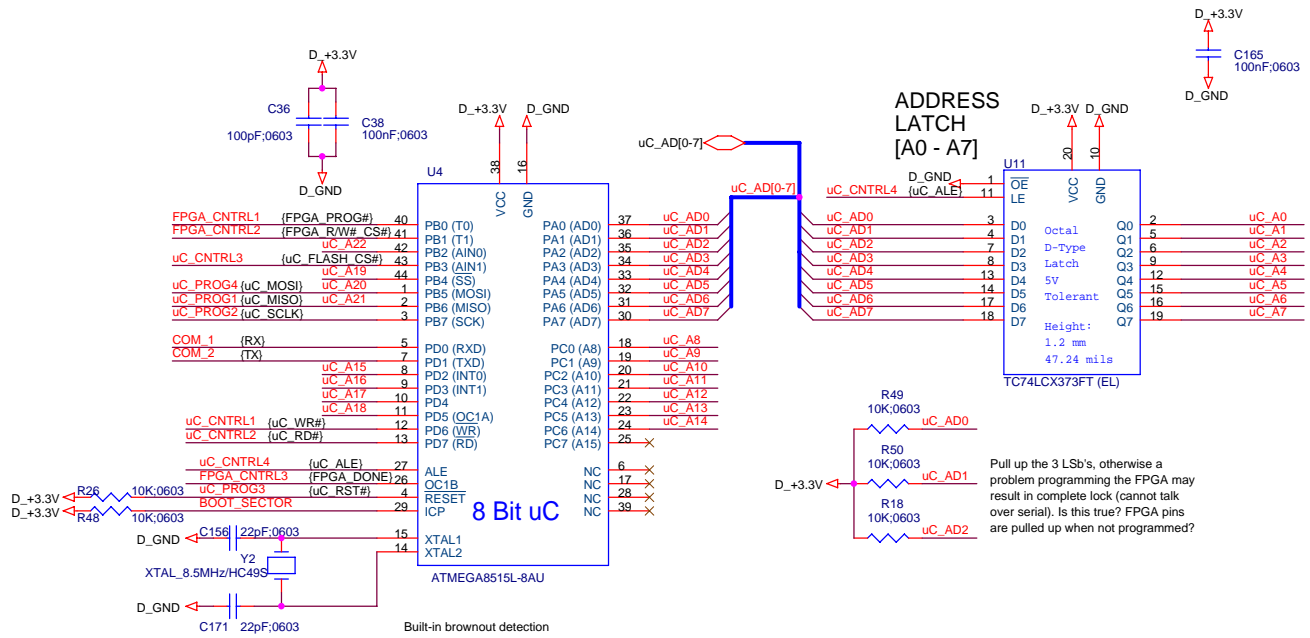 D_+3.3V
C165
100nF;0603
D_GND
D_+3.3V
C36
100pF;0603
C38
100nF;0603
D_GND
D_+3.3V
D_GND
38
16
U4
VCC
GND
FPGA_CNTRL1 {FPGA_PROG#} 40 PB0 (T0)
FPGA_CNTRL2 {FPGA_R/W#_CS#} 41 PB1 (T1)
uC_A22 42 PB2 (AIN0)
uC_CNTRL3 {uC_FLASH_CS#} 43 PB3 (AIN1)
uC_A19 44 PB4 (SS)
uC_PROG4 {uC_MOSI} uC_A20 1 PB5 (MOSI)
uC_PROG1 {uC_MISO} uC_A21 2 PB6 (MISO)
uC_PROG2 {uC_SCLK} 3 PB7 (SCK)
COM_1 {RX} 5 PD0 (RXD)
COM_2 {TX} 7 PD1 (TXD)
uC_A15 8 PD2 (INT0)
uC_A16 9 PD3 (INT1)
uC_A17 10 PD4
uC_A18 11 PD5 (OC1A)
uC_CNTRL1 {uC_WR#} 12 PD6 (WR)
uC_CNTRL2 {uC_RD#} 13 PD7 (RD)
uC_CNTRL4 {uC_ALE} 27 ALE
FPGA_CNTRL3 {FPGA_DONE} 26 OC1B
D_+3.3V R26 10K;0603 uC_PROG3 {uC_RST#} 4 RESET
D_+3.3V R48 10K;0603 BOOT_SECTOR 29 ICP
D_GND C156 22pF;0603 15 XTAL1
14 XTAL2
Y2
XTAL_8.5MHz/HC49S
D_GND
C171 22pF;0603
PA0 (AD0) 37 uC_AD0
PA1 (AD1) 36 uC_AD1
PA2 (AD2) 35 uC_AD2
PA3 (AD3) 34 uC_AD3
PA4 (AD4) 33 uC_AD4
PA5 (AD5) 32 uC_AD5
PA6 (AD6) 31 uC_AD6
PA7 (AD7) 30 uC_AD7
PC0 (A8) 18 uC_A8
PC1 (A9) 19 uC_A9
PC2 (A10) 20 uC_A10
PC3 (A11) 21 uC_A11
PC4 (A12) 22 uC_A12
PC5 (A13) 23 uC_A13
PC6 (A14) 24 uC_A14
PC7 (A15) 25
NC 6
NC 17
NC 28
NC 39
8 Bit uC
ATMEGA8515L-8AU
Built-in brownout detection
uC_AD[0-7]
uC_AD[0-7]
ADDRESS
LATCH
[A0 - A7]
D_+3.3V
D_GND
20
10
U11
VCC
GND
D_GND 1 OE
uC_CNTRL4 {uC_ALE} 11 LE
uC_AD0 3 D0
uC_AD1 4 D1
uC_AD2 7 D2
uC_AD3 8 D3
uC_AD4 13 D4
uC_AD5 14 D5
uC_AD6 17 D6
uC_AD7 18 D7
Octal
D-Type
Latch
5V
Tolerant
Height:
1.2 mm
47.24 mils
Q0 2 uC_A0
Q1 5 uC_A1
Q2 6 uC_A2
Q3 9 uC_A3
Q4 12 uC_A4
Q5 15 uC_A5
Q6 16 uC_A6
Q7 19 uC_A7
TC74LCX373FT (EL)
R49
10K;0603 uC_AD0
R50
10K;0603 uC_AD1
D_+3.3V
R18
10K;0603 uC_AD2
Pull up the 3 LSb's, otherwise a
problem programming the FPGA may
result in complete lock (cannot talk
over serial). Is this true? FPGA pins
are pulled up when not programmed?